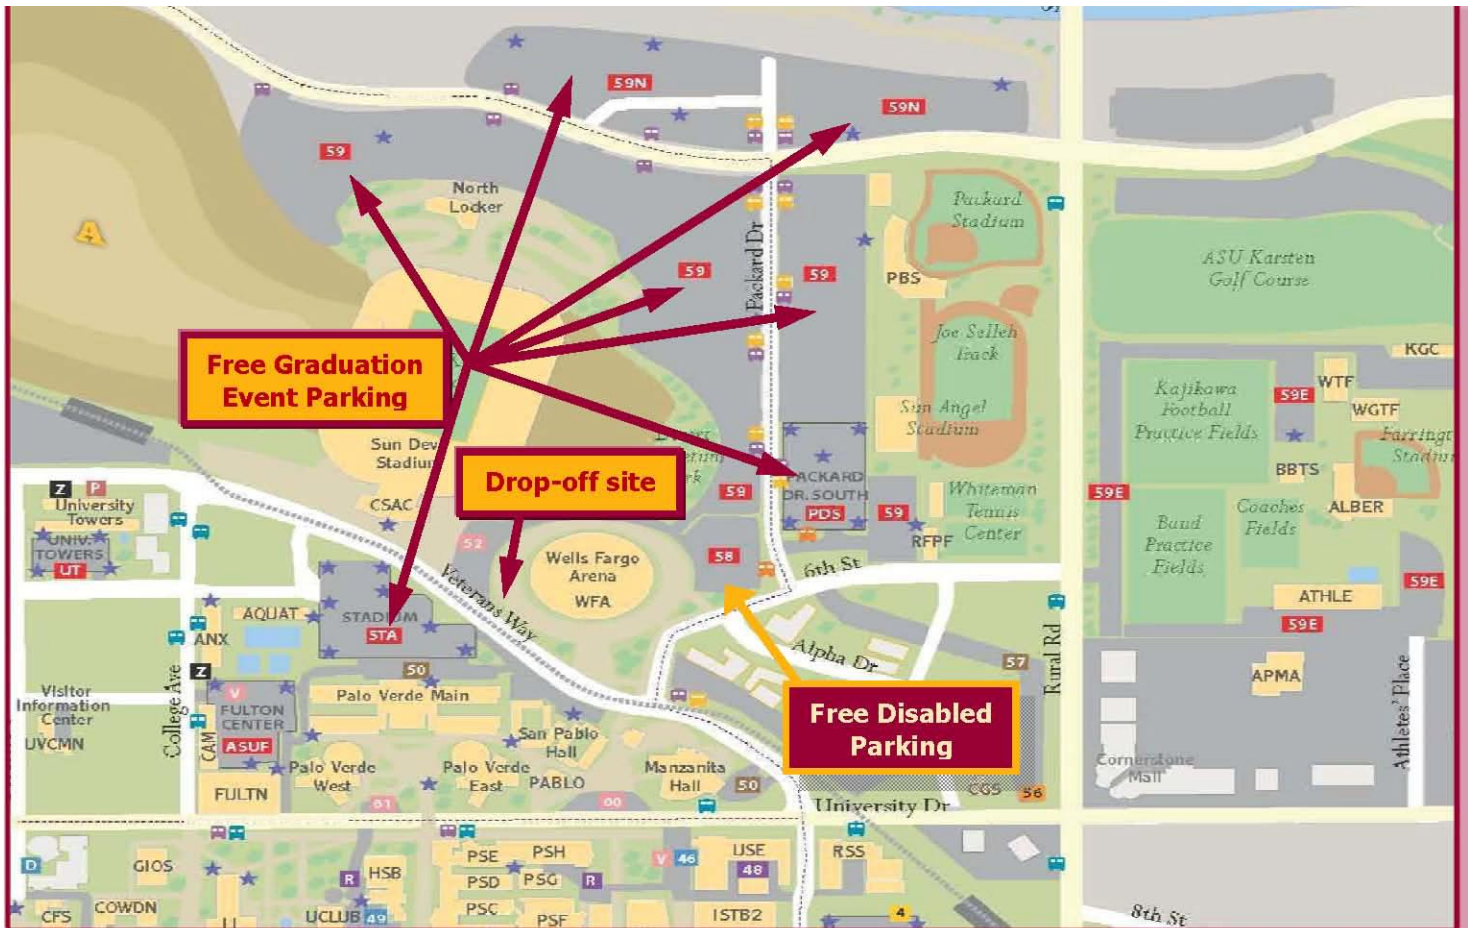 59N
59N
59
North
Locker
Packard
Stadium
A
Packard Dr
59
59
PBS
ASU Karsten
Golf Course
Free Graduation
Event Parking
Joe Selleh
Track
KGC
Kajikawa
Football
Practice Fields
59E
WTF
WGTF
Sun Angel
Stadium
Sun Dev
Stadium
Drop-off site
PACKARD
DR. SOUTH
PDS
59
59
BBTS
Whiteman
Tennis
Center
59E
Coaches
Fields
ALBER
Z
P
University
Towers
CSAC
UNIV.
TOWERS
UT
52
RFPF
Band
Practice
Fields
Wells Fargo
Arena
WFA
58
6th St
Veterans Way
59E
ATHLE
59E
AQUAT
STADIUM
STA
ANX
Z
50
Alpha Dr
57
Rural Rd
APMA
Athletes' Place
Visitor
Information
Center
UVCMN
College Ave
V
FULTON
CENTER
ASUF
CAM
Palo Verde Main
Free Disabled
Parking
San Pablo
Hall
Palo Verde
West
Palo Verde
East
PABLO
Manzanita
Hall
50
Cornerstone
Mall
FULTN
61
60
University Dr
CGS
56
D
GIOS
HSB
R
PSE
PSH
PSD
PSG
R
V
46
USE
48
RSS
CFS
COWDN
UCLUB
49
PSC
PSF
ISTB2
4
8th St